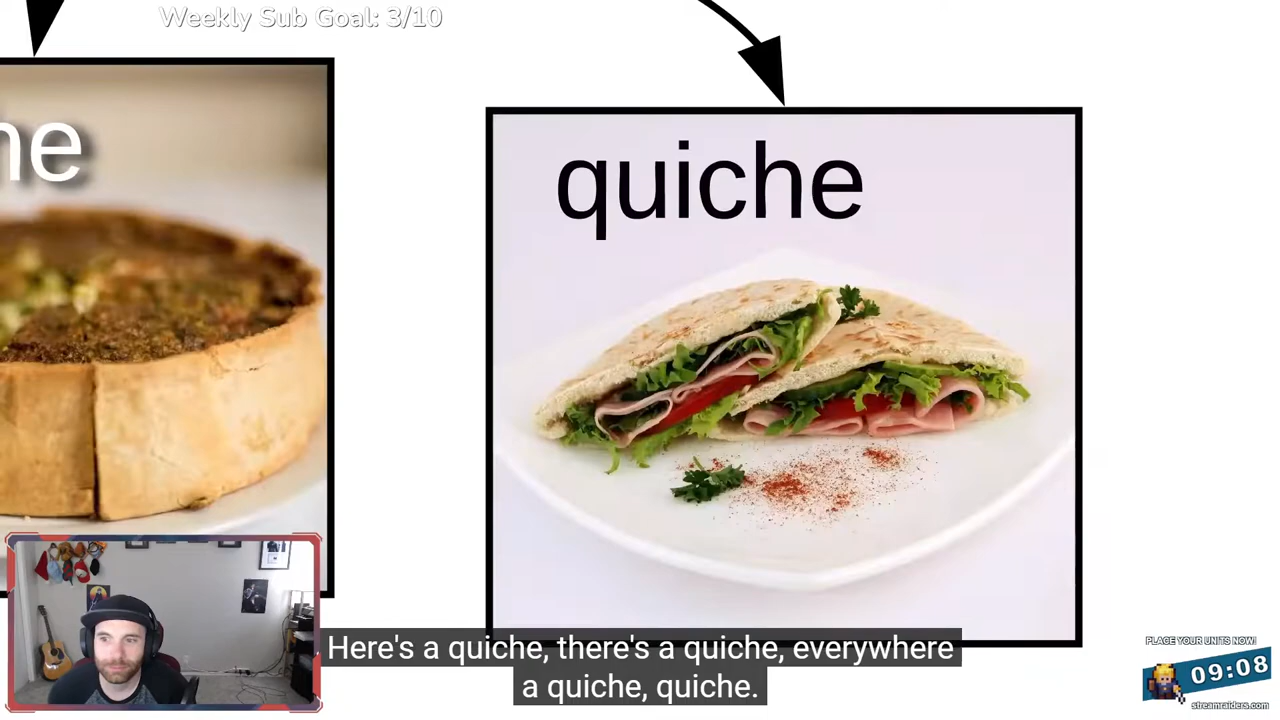 Weekly Sub Goal: 3/10
he
quiche
Here's a quiche, there's a quiche, everywhere
a quiche, quiche.
PLACE YOUR UNITS NOW!
09:08
streamraiders.com